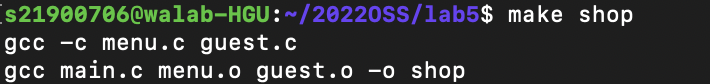 s21900706@walab-HGU:~/2022OSS/lab5$ make shop
gcc -c menu.c guest.c
gcc main.c menu.o guest.o -o shop